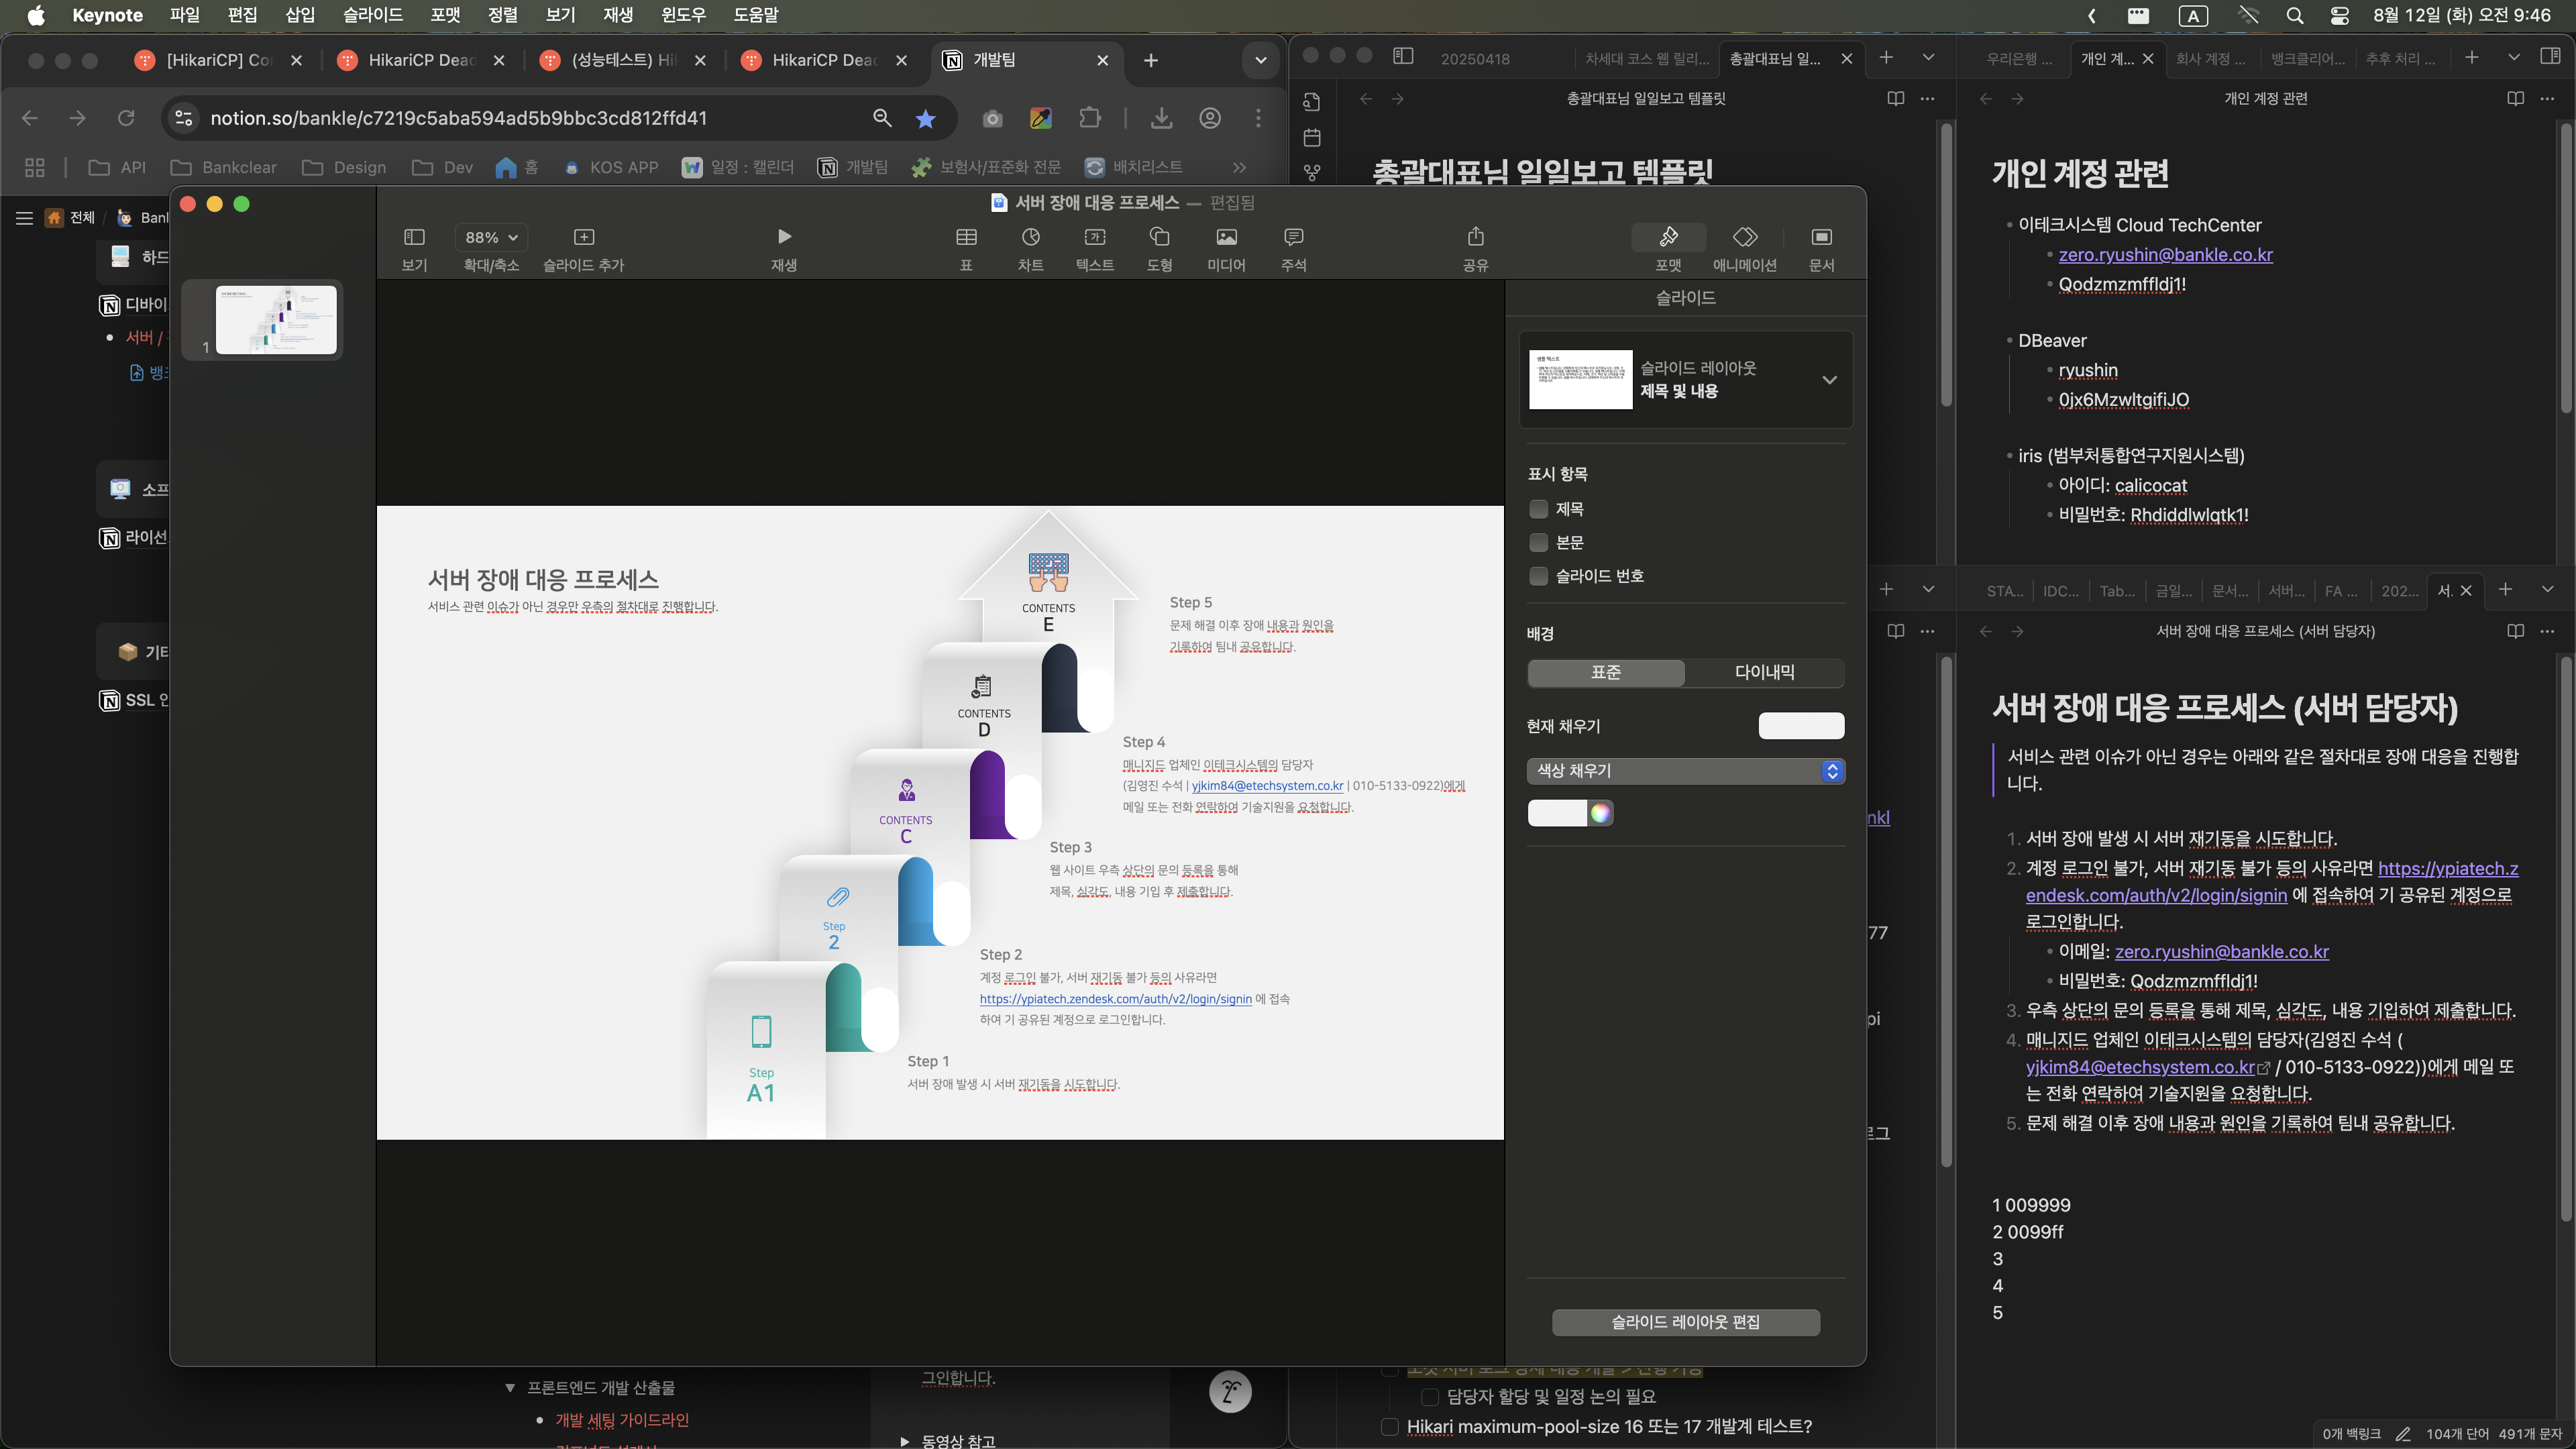 Keynote 파일 편집 삽입 슬라이드 포맷 정렬 보기 재생 윈도우 도움말
A 8월 12일 (화) 오전 9:46
[HikariCP] Co
HikariCP Dead
(성능테스트) Hi
HikariCP Dead
개발팀
notion.so/bankle/c7219c5aba594ad5b9bbc3cd812ffd41
API Bankclear Design Dev 홈 KOS APP 일정 : 캘린더 개발팀 보험사/표준화 전문 배치리스트
전체 / Bankl
하드
디바이
서버 /
뱅크
소프
라이선
기타
SSL 인
서버 장애 대응 프로세스 — 편집됨
88%
보기 확대/축소 슬라이드 추가 재생 표 차트 텍스트 도형 미디어 주석 공유 포맷 애니메이션 문서
1
서버 장애 대응 프로세스
서비스 관련 이슈가 아닌 경우만 우측의 절차대로 진행합니다.
CONTENTS
E
Step 5
문제 해결 이후 장애 내용과 원인을
기록하여 팀내 공유합니다.
CONTENTS
D
Step 4
매니지드 업체인 이테크시스템의 담당자
(김영진 수석 | yjkim84@etechsystem.co.kr | 010-5133-0922)에게
메일 또는 전화 연락하여 기술지원을 요청합니다.
CONTENTS
C
Step 3
웹 사이트 우측 상단의 문의 등록을 통해
제목, 심각도, 내용 기입 후 제출합니다.
Step
2
Step 2
계정 로그인 불가, 서버 재기동 불가 등의 사유라면
https://ypiatech.zendesk.com/auth/v2/login/signin 에 접속
하여 기 공유된 계정으로 로그인합니다.
Step
A1
Step 1
서버 장애 발생 시 서버 재기동을 시도합니다.
슬라이드
슬라이드 레이아웃
제목 및 내용
표시 항목
제목
본문
슬라이드 번호
배경
표준 다이내믹
현재 채우기
색상 채우기
슬라이드 레이아웃 편집
그인합니다.
프론트엔드 개발 산출물
개발 세팅 가이드라인
동영상 참고
20250418 차세대 코스 웹 릴리... 총괄대표님 일...
총괄대표님 일일보고 템플릿
총괄대표님 일일보고 템플릿
nkl
77
pi
로그
담당자 할당 및 일정 논의 필요
Hikari maximum-pool-size 16 또는 17 개발계 테스트?
우리은행 ... 개인 계... 회사 계정 ... 뱅크클리어... 추후 처리 ...
개인 계정 관련
개인 계정 관련
이테크시스템 Cloud TechCenter
zero.ryushin@bankle.co.kr
Qodzmzmffldj1!
DBeaver
ryushin
0jx6MzwltgifiJO
iris (범부처통합연구지원시스템)
아이디: calicocat
비밀번호: Rhdiddlwlqtk1!
STA... IDC... Tab... 금일... 문서... 서버... FA ... 202... 서.
서버 장애 대응 프로세스 (서버 담당자)
서버 장애 대응 프로세스 (서버 담당자)
서비스 관련 이슈가 아닌 경우는 아래와 같은 절차대로 장애 대응을 진행합
니다.
1. 서버 장애 발생 시 서버 재기동을 시도합니다.
2. 계정 로그인 불가, 서버 재기동 불가 등의 사유라면 https://ypiatech.z
endesk.com/auth/v2/login/signin 에 접속하여 기 공유된 계정으로
로그인합니다.
이메일: zero.ryushin@bankle.co.kr
비밀번호: Qodzmzmffldj1!
3. 우측 상단의 문의 등록을 통해 제목, 심각도, 내용 기입하여 제출합니다.
4. 매니지드 업체인 이테크시스템의 담당자(김영진 수석 (
yjkim84@etechsystem.co.kr / 010-5133-0922))에게 메일 또
는 전화 연락하여 기술지원을 요청합니다.
5. 문제 해결 이후 장애 내용과 원인을 기록하여 팀내 공유합니다.
1 009999
2 0099ff
3
4
5
0개 백링크 104개 단어 491개 문자